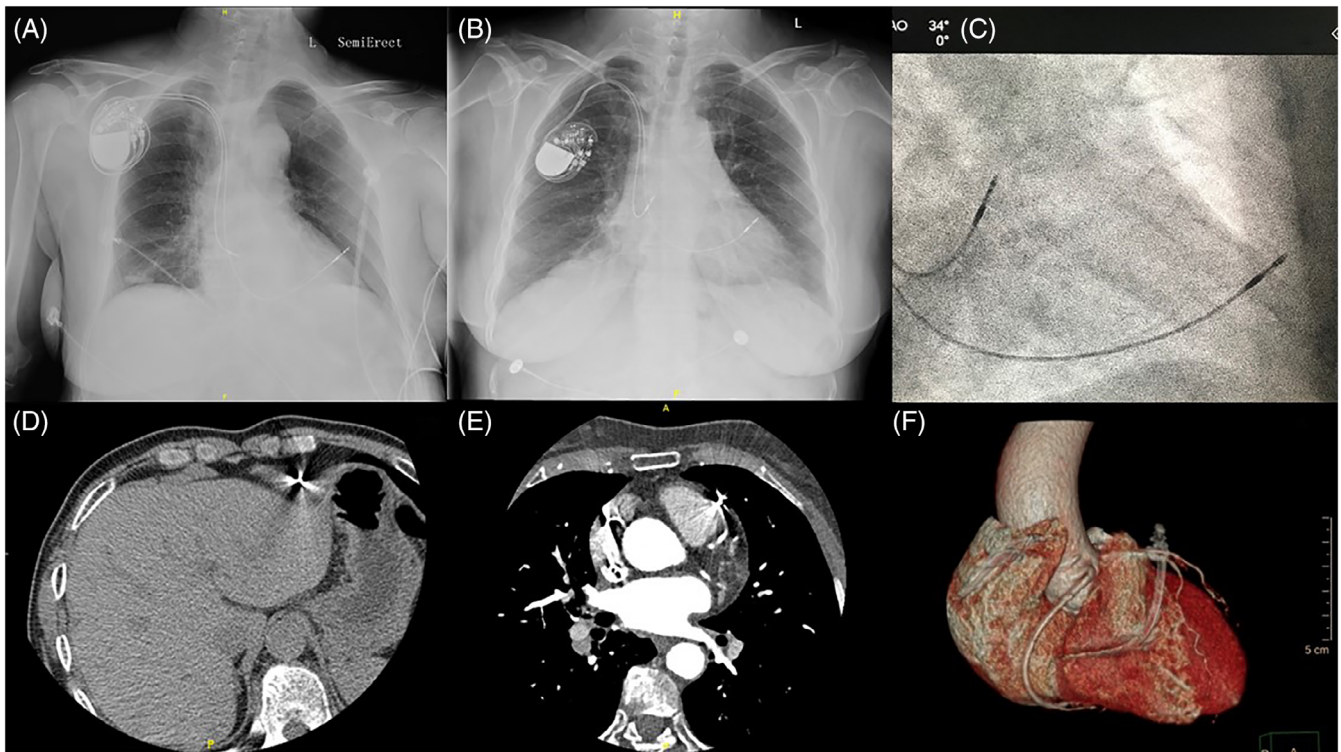 (A)
H
L SemiErect
F
(B)
H
L
F
AO 34°
0°
(C)
(D)
P
(E)
A
(F)
5 cm
A